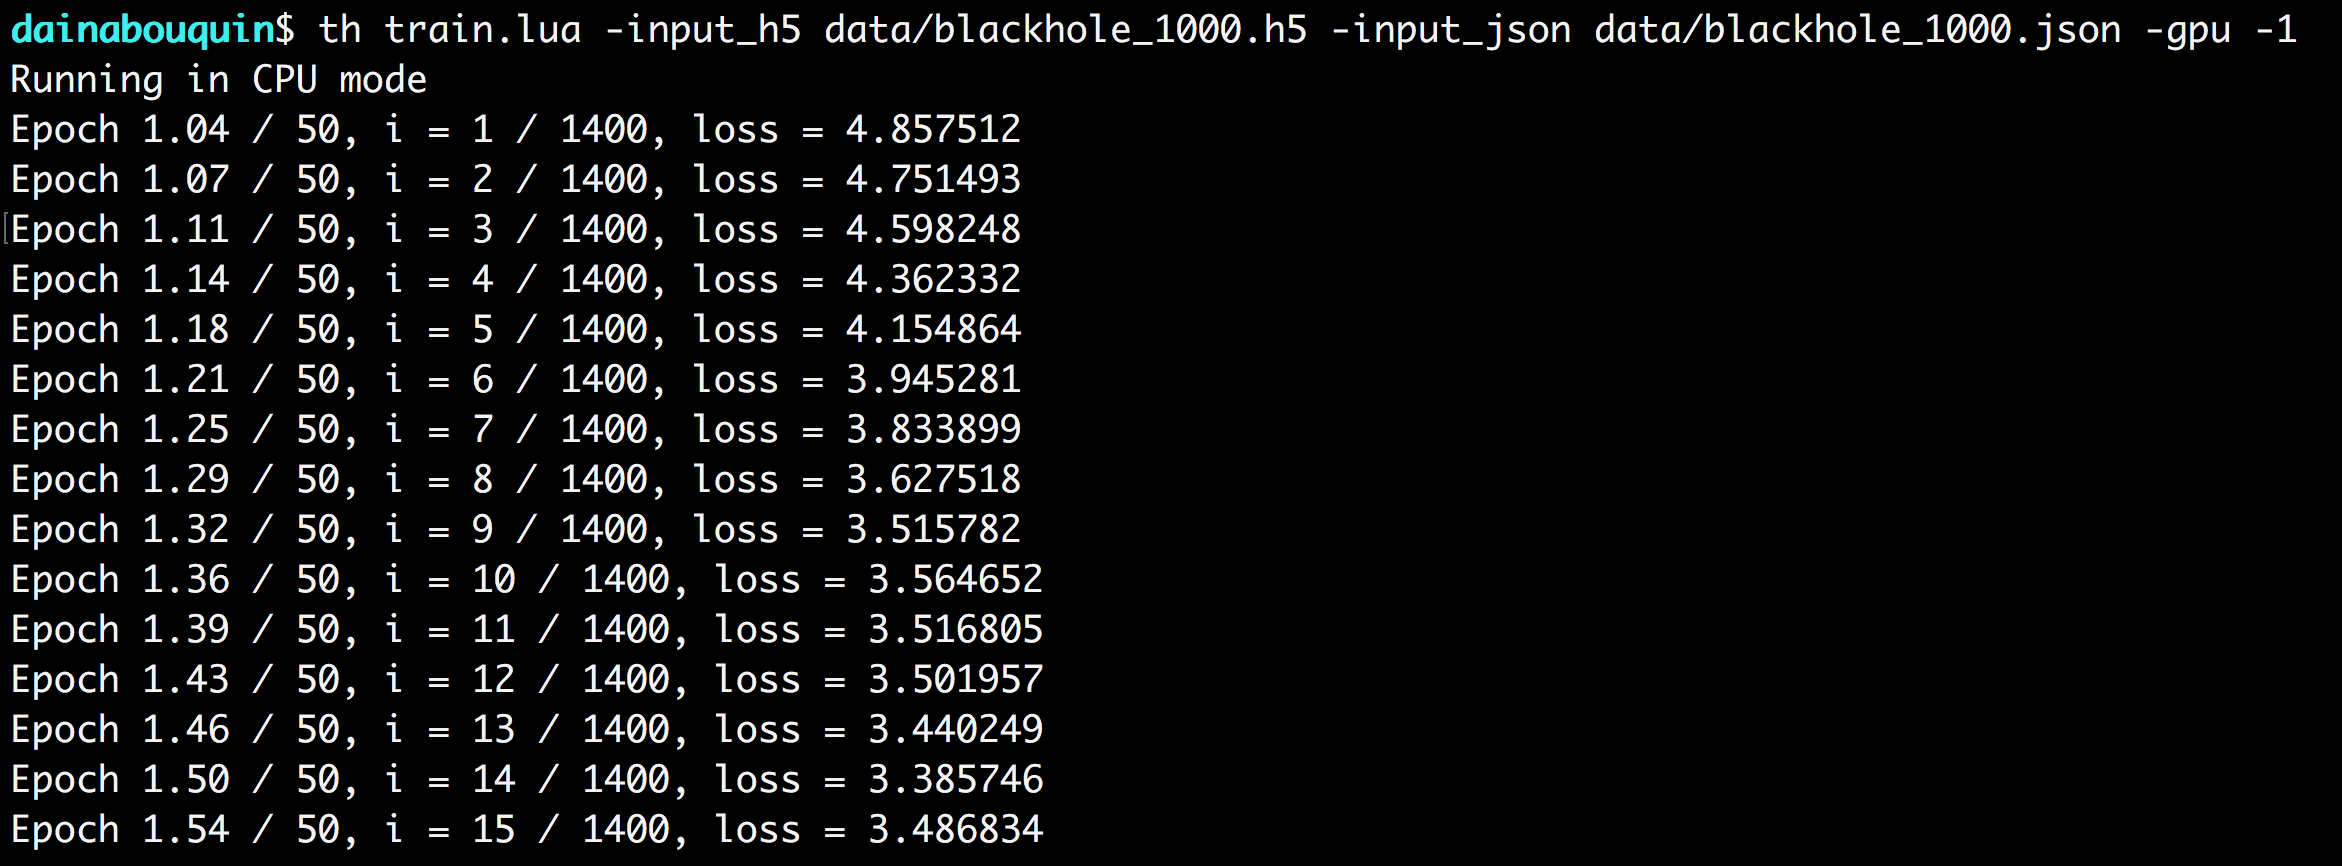 dainabouquin$ th train.lua -input_h5 data/blackhole_1000.h5 -input_json data/blackhole_1000.json -gpu -1
Running in CPU mode
Epoch 1.04 / 50, i = 1 / 1400, loss = 4.857512
Epoch 1.07 / 50, i = 2 / 1400, loss = 4.751493
Epoch 1.11 / 50, i = 3 / 1400, loss = 4.598248
Epoch 1.14 / 50, i = 4 / 1400, loss = 4.362332
Epoch 1.18 / 50, i = 5 / 1400, loss = 4.154864
Epoch 1.21 / 50, i = 6 / 1400, loss = 3.945281
Epoch 1.25 / 50, i = 7 / 1400, loss = 3.833899
Epoch 1.29 / 50, i = 8 / 1400, loss = 3.627518
Epoch 1.32 / 50, i = 9 / 1400, loss = 3.515782
Epoch 1.36 / 50, i = 10 / 1400, loss = 3.564652
Epoch 1.39 / 50, i = 11 / 1400, loss = 3.516805
Epoch 1.43 / 50, i = 12 / 1400, loss = 3.501957
Epoch 1.46 / 50, i = 13 / 1400, loss = 3.440249
Epoch 1.50 / 50, i = 14 / 1400, loss = 3.385746
Epoch 1.54 / 50, i = 15 / 1400, loss = 3.486834